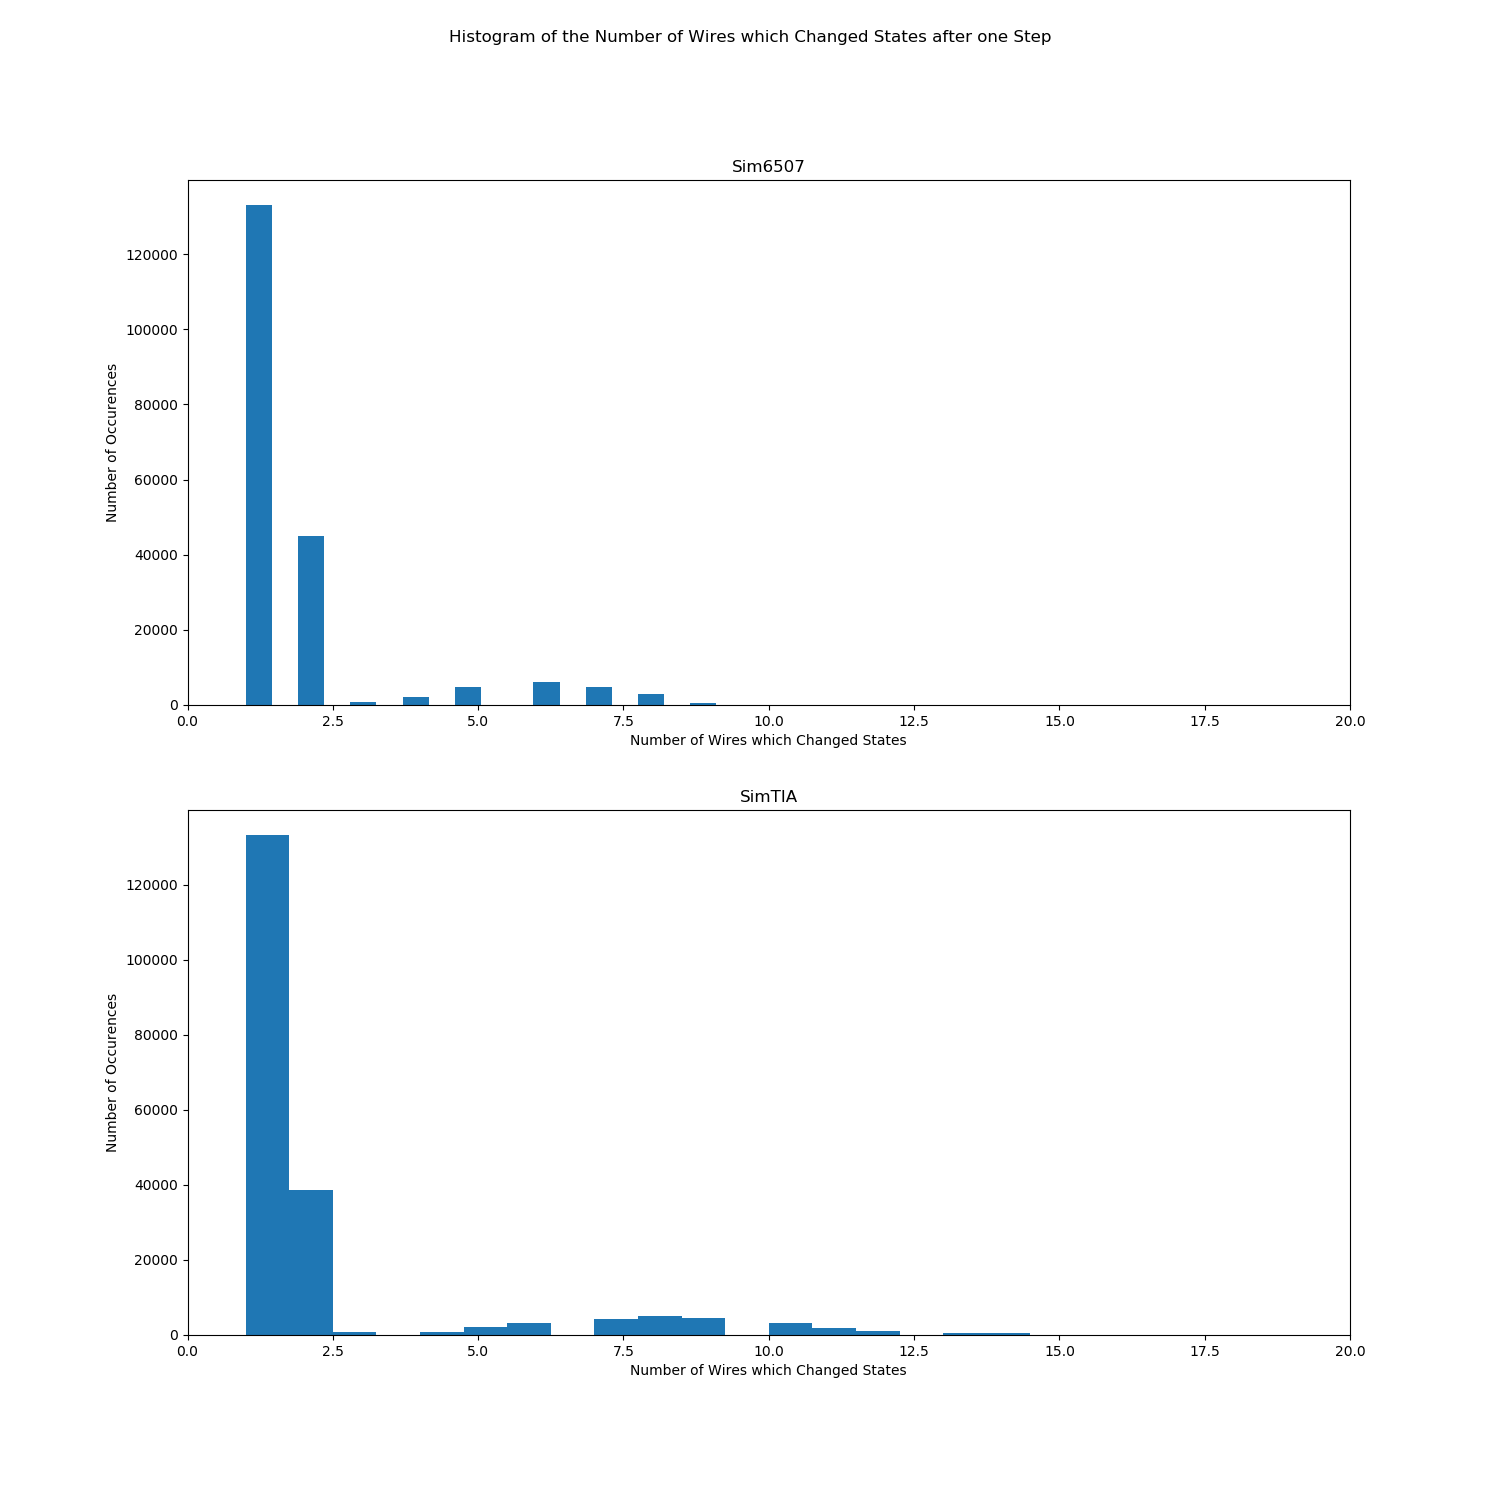 Histogram of the Number of Wires which Changed States after one Step
Sim6507
120000
100000
80000
60000
40000
20000
0
Number of Occurences
0.0 2.5 5.0 7.5 10.0 12.5 15.0 17.5 20.0
Number of Wires which Changed States
SimTIA
120000
100000
80000
60000
40000
20000
0
Number of Occurences
0.0 2.5 5.0 7.5 10.0 12.5 15.0 17.5 20.0
Number of Wires which Changed States